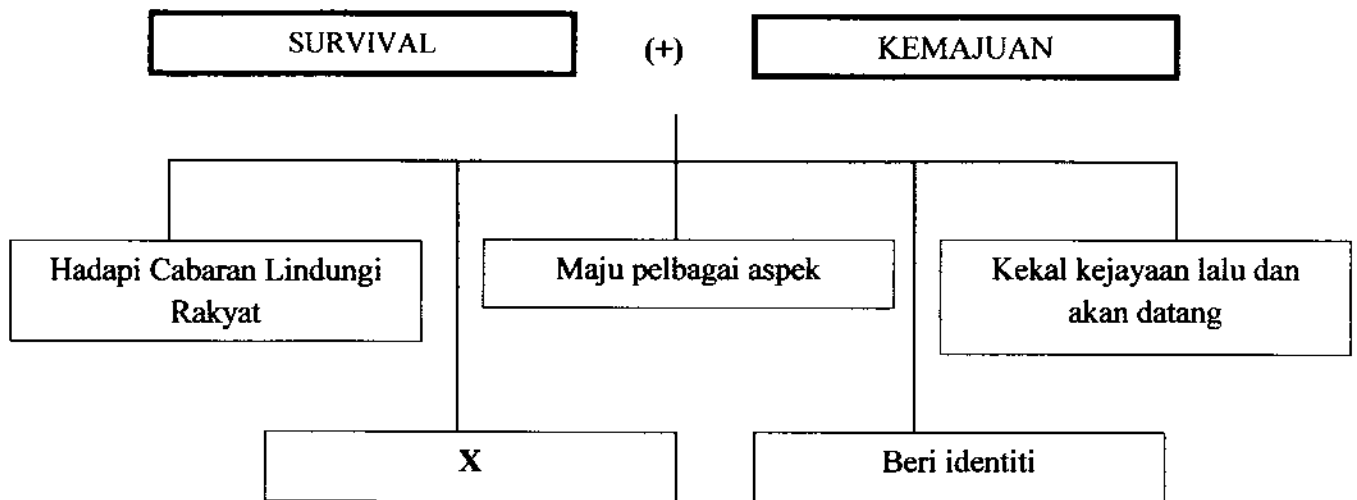 SURVIVAL (+) KEMAJUAN
Hadapi Cabaran Lindungi
Rakyat
Maju pelbagai aspek
Kekal kejayaan lalu dan
akan datang
X
Beri identiti